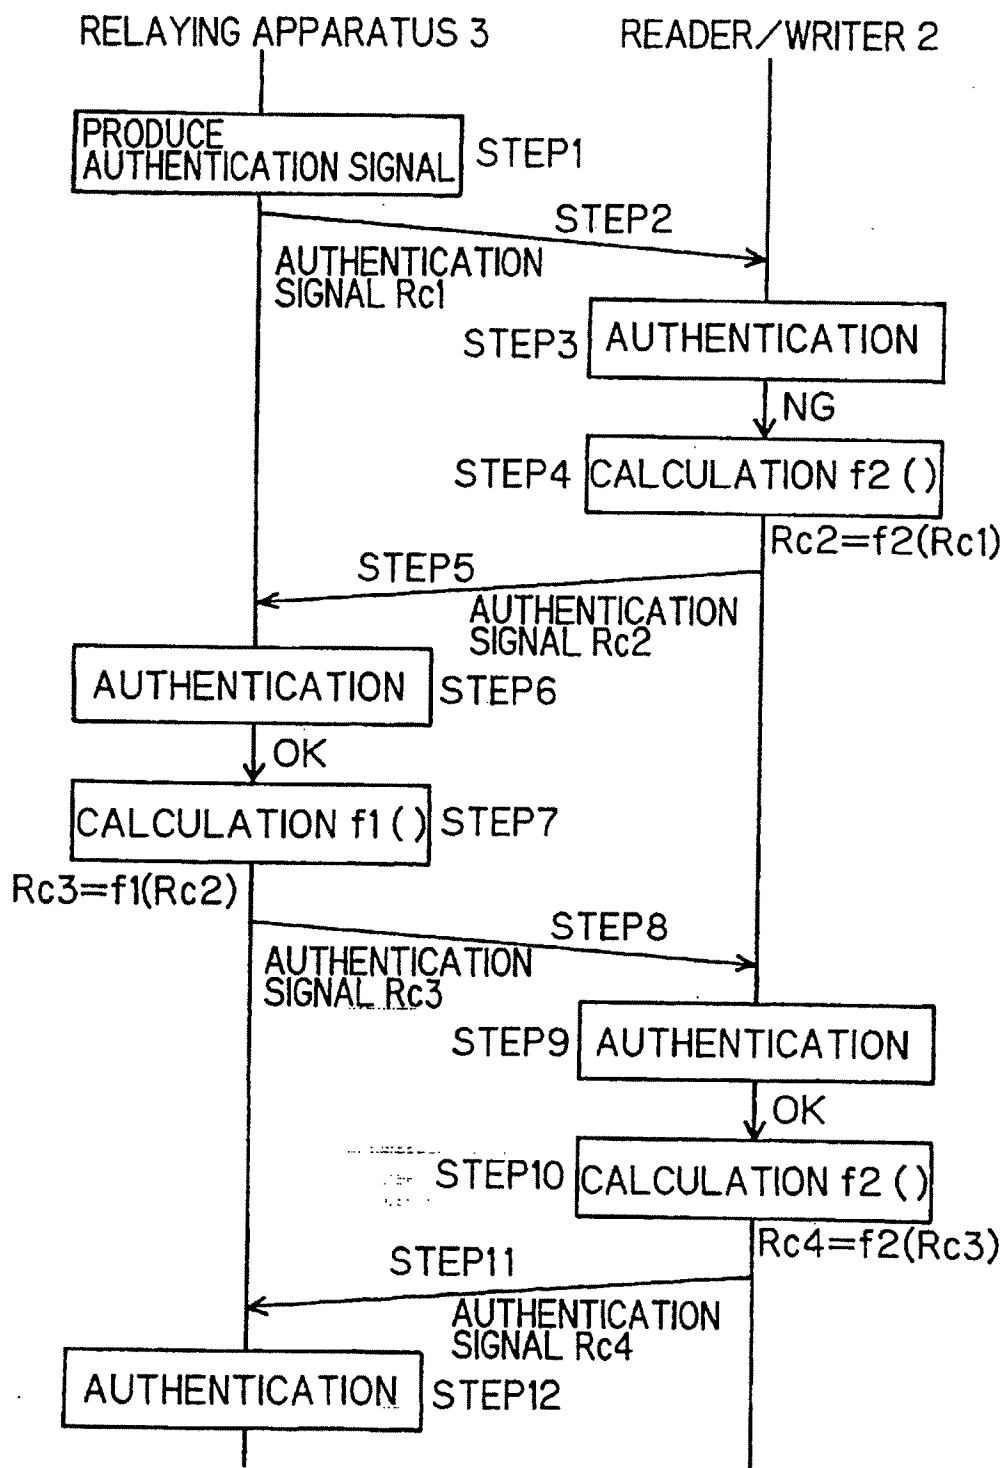 RELAYING APPARATUS 3
READER/WRITER 2
PRODUCE
AUTHENTICATION SIGNAL
STEP1
STEP2
AUTHENTICATION
SIGNAL Rc1
STEP3
AUTHENTICATION
NG
STEP4
CALCULATION f2 ( )
Rc2=f2(Rc1)
STEP5
AUTHENTICATION
SIGNAL Rc2
AUTHENTICATION
STEP6
OK
CALCULATION f1 ( )
STEP7
Rc3=f1(Rc2)
STEP8
AUTHENTICATION
SIGNAL Rc3
STEP9
AUTHENTICATION
OK
STEP10
CALCULATION f2 ( )
Rc4=f2(Rc3)
STEP11
AUTHENTICATION
SIGNAL Rc4
AUTHENTICATION
STEP12